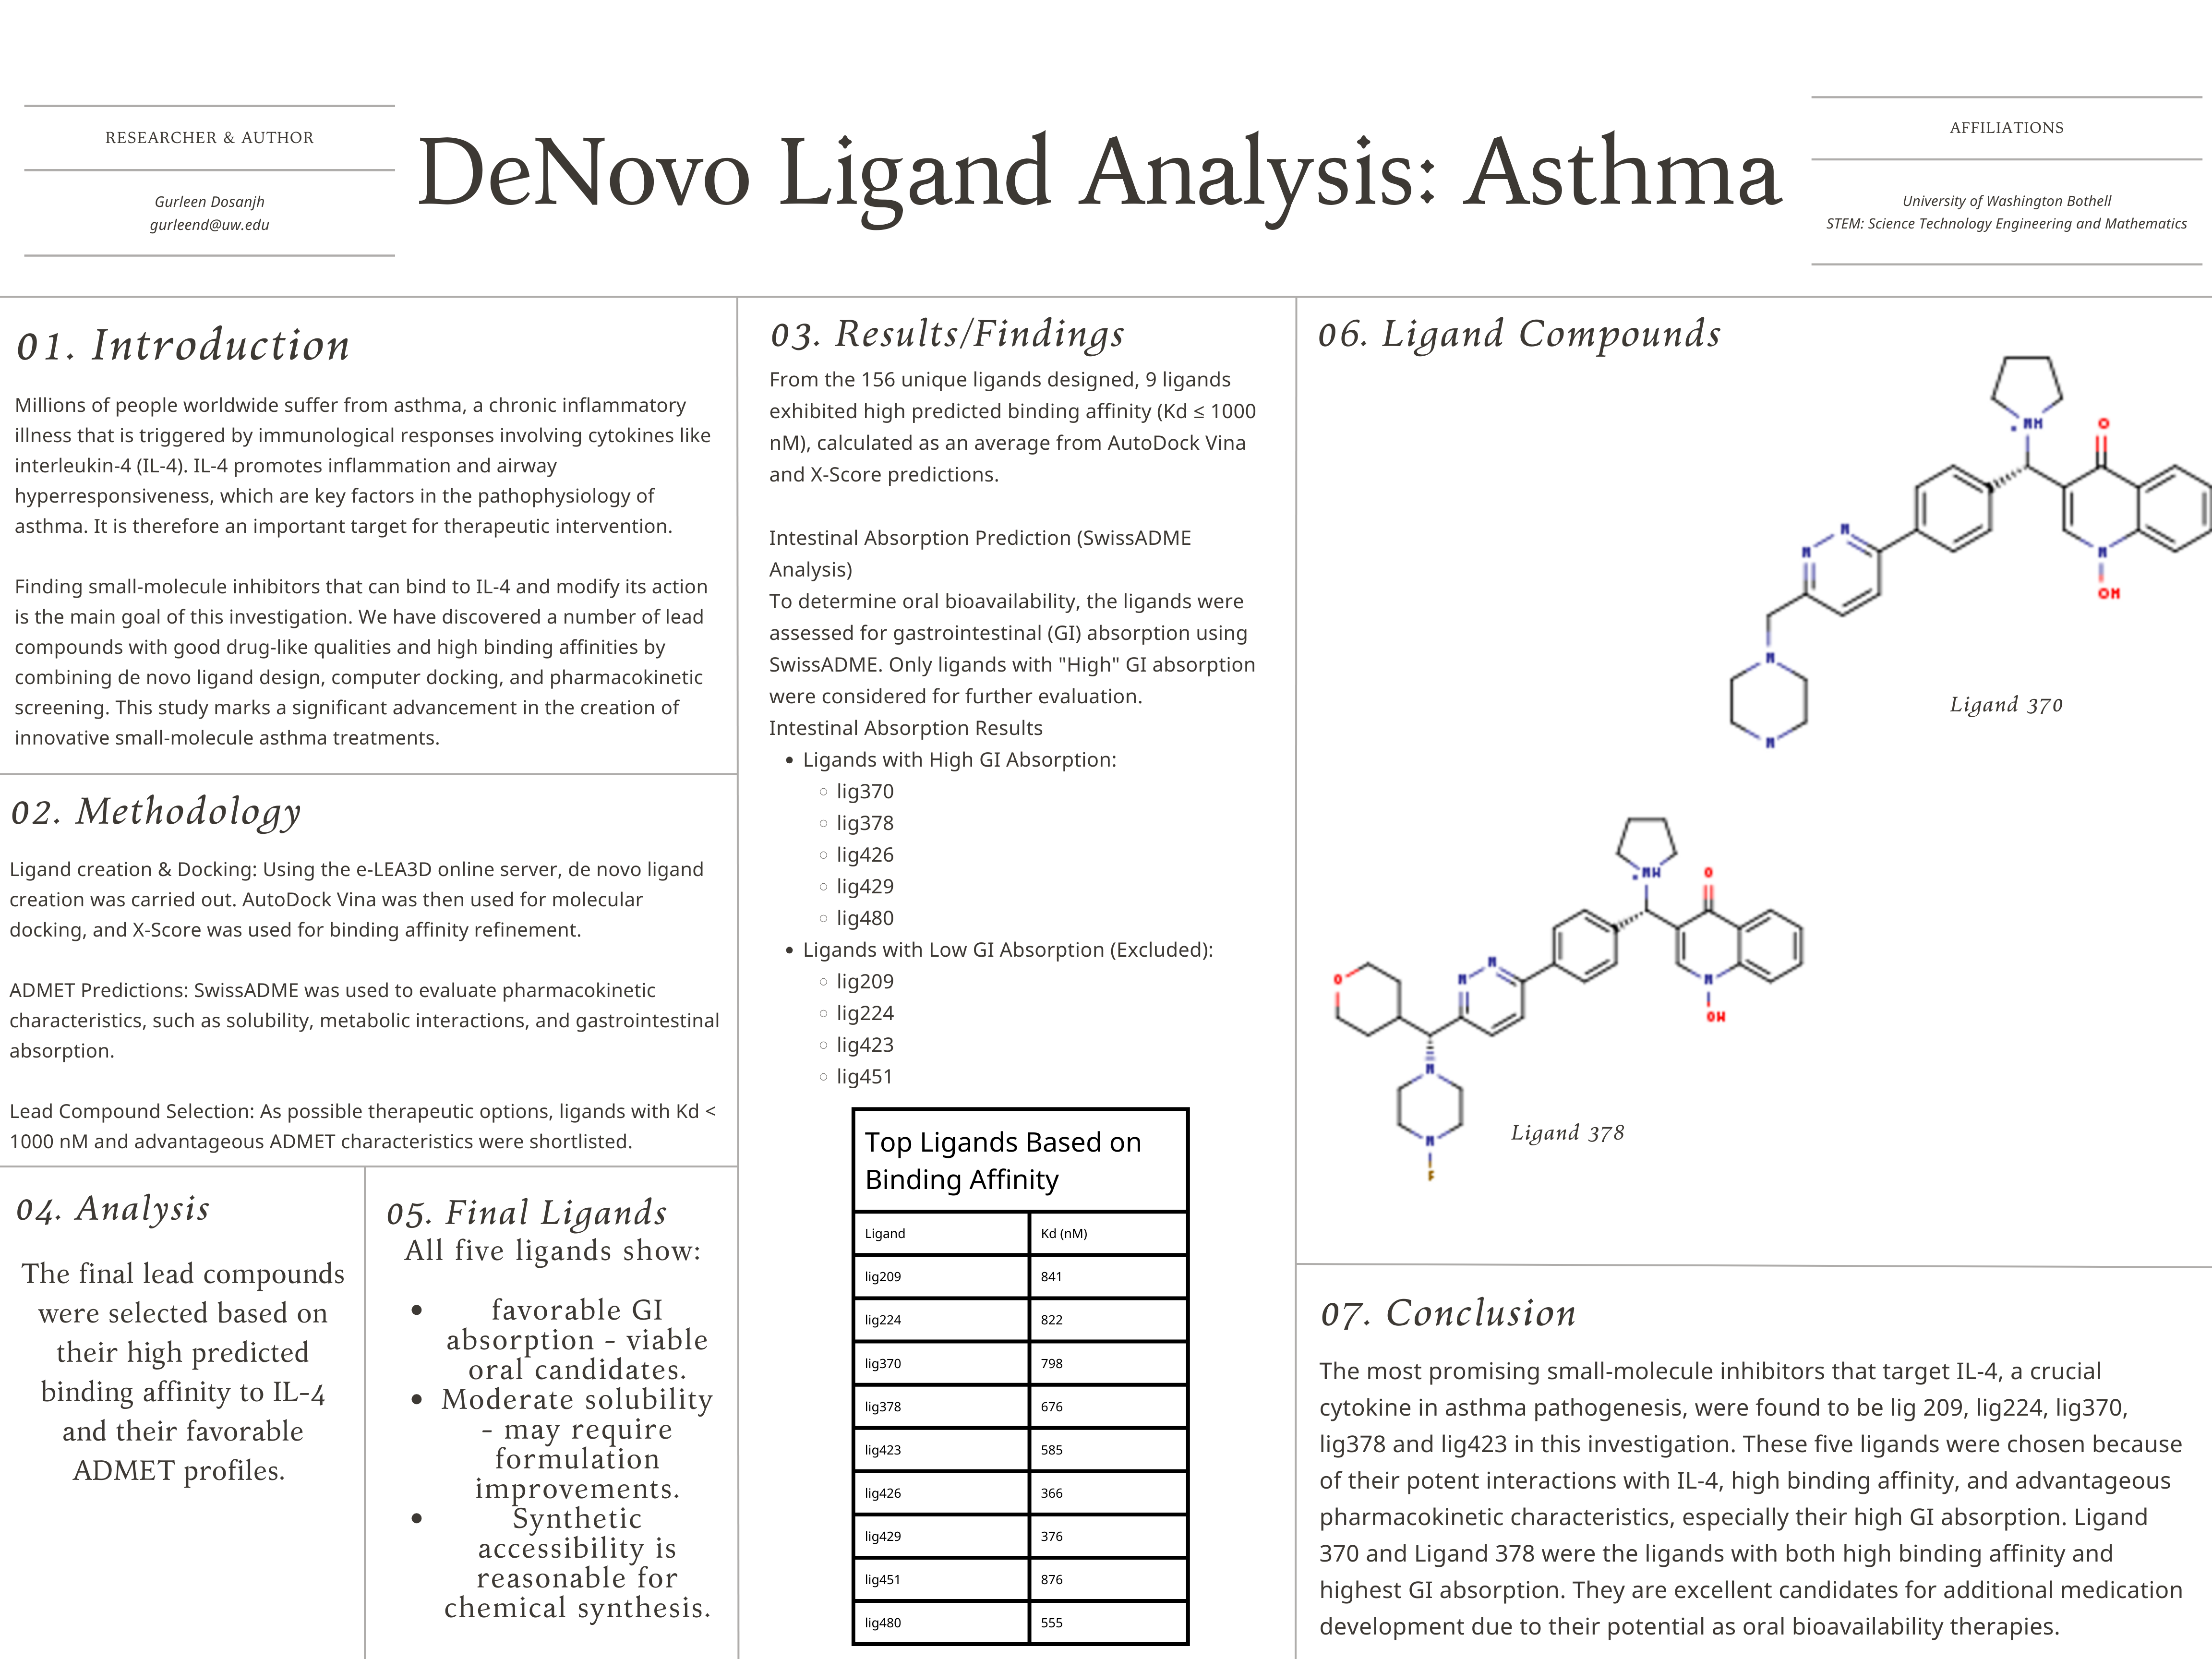 RESEARCHER & AUTHOR
Gurleen Dosanjh
gurleend@uw.edu
DeNovo Ligand Analysis: Asthma
AFFILIATIONS
University of Washington Bothell
STEM: Science Technology Engineering and Mathematics
01. Introduction
Millions of people worldwide suffer from asthma, a chronic inflammatory
illness that is triggered by immunological responses involving cytokines like
interleukin-4 (IL-4). IL-4 promotes inflammation and airway
hyperresponsiveness, which are key factors in the pathophysiology of
asthma. It is therefore an important target for therapeutic intervention.
Finding small-molecule inhibitors that can bind to IL-4 and modify its action
is the main goal of this investigation. We have discovered a number of lead
compounds with good drug-like qualities and high binding affinities by
combining de novo ligand design, computer docking, and pharmacokinetic
screening. This study marks a significant advancement in the creation of
innovative small-molecule asthma treatments.
02. Methodology
Ligand creation & Docking: Using the e-LEA3D online server, de novo ligand
creation was carried out. AutoDock Vina was then used for molecular
docking, and X-Score was used for binding affinity refinement.
ADMET Predictions: SwissADME was used to evaluate pharmacokinetic
characteristics, such as solubility, metabolic interactions, and gastrointestinal
absorption.
Lead Compound Selection: As possible therapeutic options, ligands with Kd <
1000 nM and advantageous ADMET characteristics were shortlisted.
03. Results/Findings
From the 156 unique ligands designed, 9 ligands
exhibited high predicted binding affinity (Kd ≤ 1000
nM), calculated as an average from AutoDock Vina
and X-Score predictions.
Intestinal Absorption Prediction (SwissADME
Analysis)
To determine oral bioavailability, the ligands were
assessed for gastrointestinal (GI) absorption using
SwissADME. Only ligands with "High" GI absorption
were considered for further evaluation.
Intestinal Absorption Results
• Ligands with High GI Absorption:
○ lig370
○ lig378
○ lig426
○ lig429
○ lig480
• Ligands with Low GI Absorption (Excluded):
○ lig209
○ lig224
○ lig423
○ lig451
Top Ligands Based on
Binding Affinity
Ligand Kd (nM)
lig209 841
lig224 822
lig370 798
lig378 676
lig423 585
lig426 366
lig429 376
lig451 876
lig480 555
04. Analysis
The final lead compounds
were selected based on
their high predicted
binding affinity to IL-4
and their favorable
ADMET profiles.
05. Final Ligands
All five ligands show:
• favorable GI
absorption - viable
oral candidates.
• Moderate solubility
- may require
formulation
improvements.
• Synthetic
accessibility is
reasonable for
chemical synthesis.
06. Ligand Compounds
NH
O
N
N
N
OH
N
N
Ligand 370
NH
O
O
N
N
N
OH
N
N
F
Ligand 378
07. Conclusion
The most promising small-molecule inhibitors that target IL-4, a crucial
cytokine in asthma pathogenesis, were found to be lig 209, lig224, lig370,
lig378 and lig423 in this investigation. These five ligands were chosen because
of their potent interactions with IL-4, high binding affinity, and advantageous
pharmacokinetic characteristics, especially their high GI absorption. Ligand
370 and Ligand 378 were the ligands with both high binding affinity and
highest GI absorption. They are excellent candidates for additional medication
development due to their potential as oral bioavailability therapies.